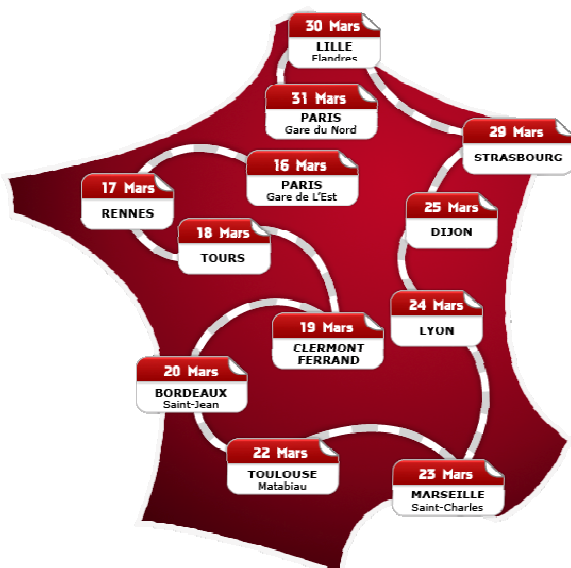 30 Mars
LILLE
Flandres
31 Mars
PARIS
Gare du Nord
29 Mars
STRASBOURG
16 Mars
PARIS
Gare de L'Est
17 Mars
RENNES
25 Mars
DIJON
18 Mars
TOURS
24 Mars
LYON
19 Mars
CLERMONT
FERRAND
20 Mars
BORDEAUX
Saint-Jean
22 Mars
TOULOUSE
Matabiau
23 Mars
MARSEILLE
Saint-Charles